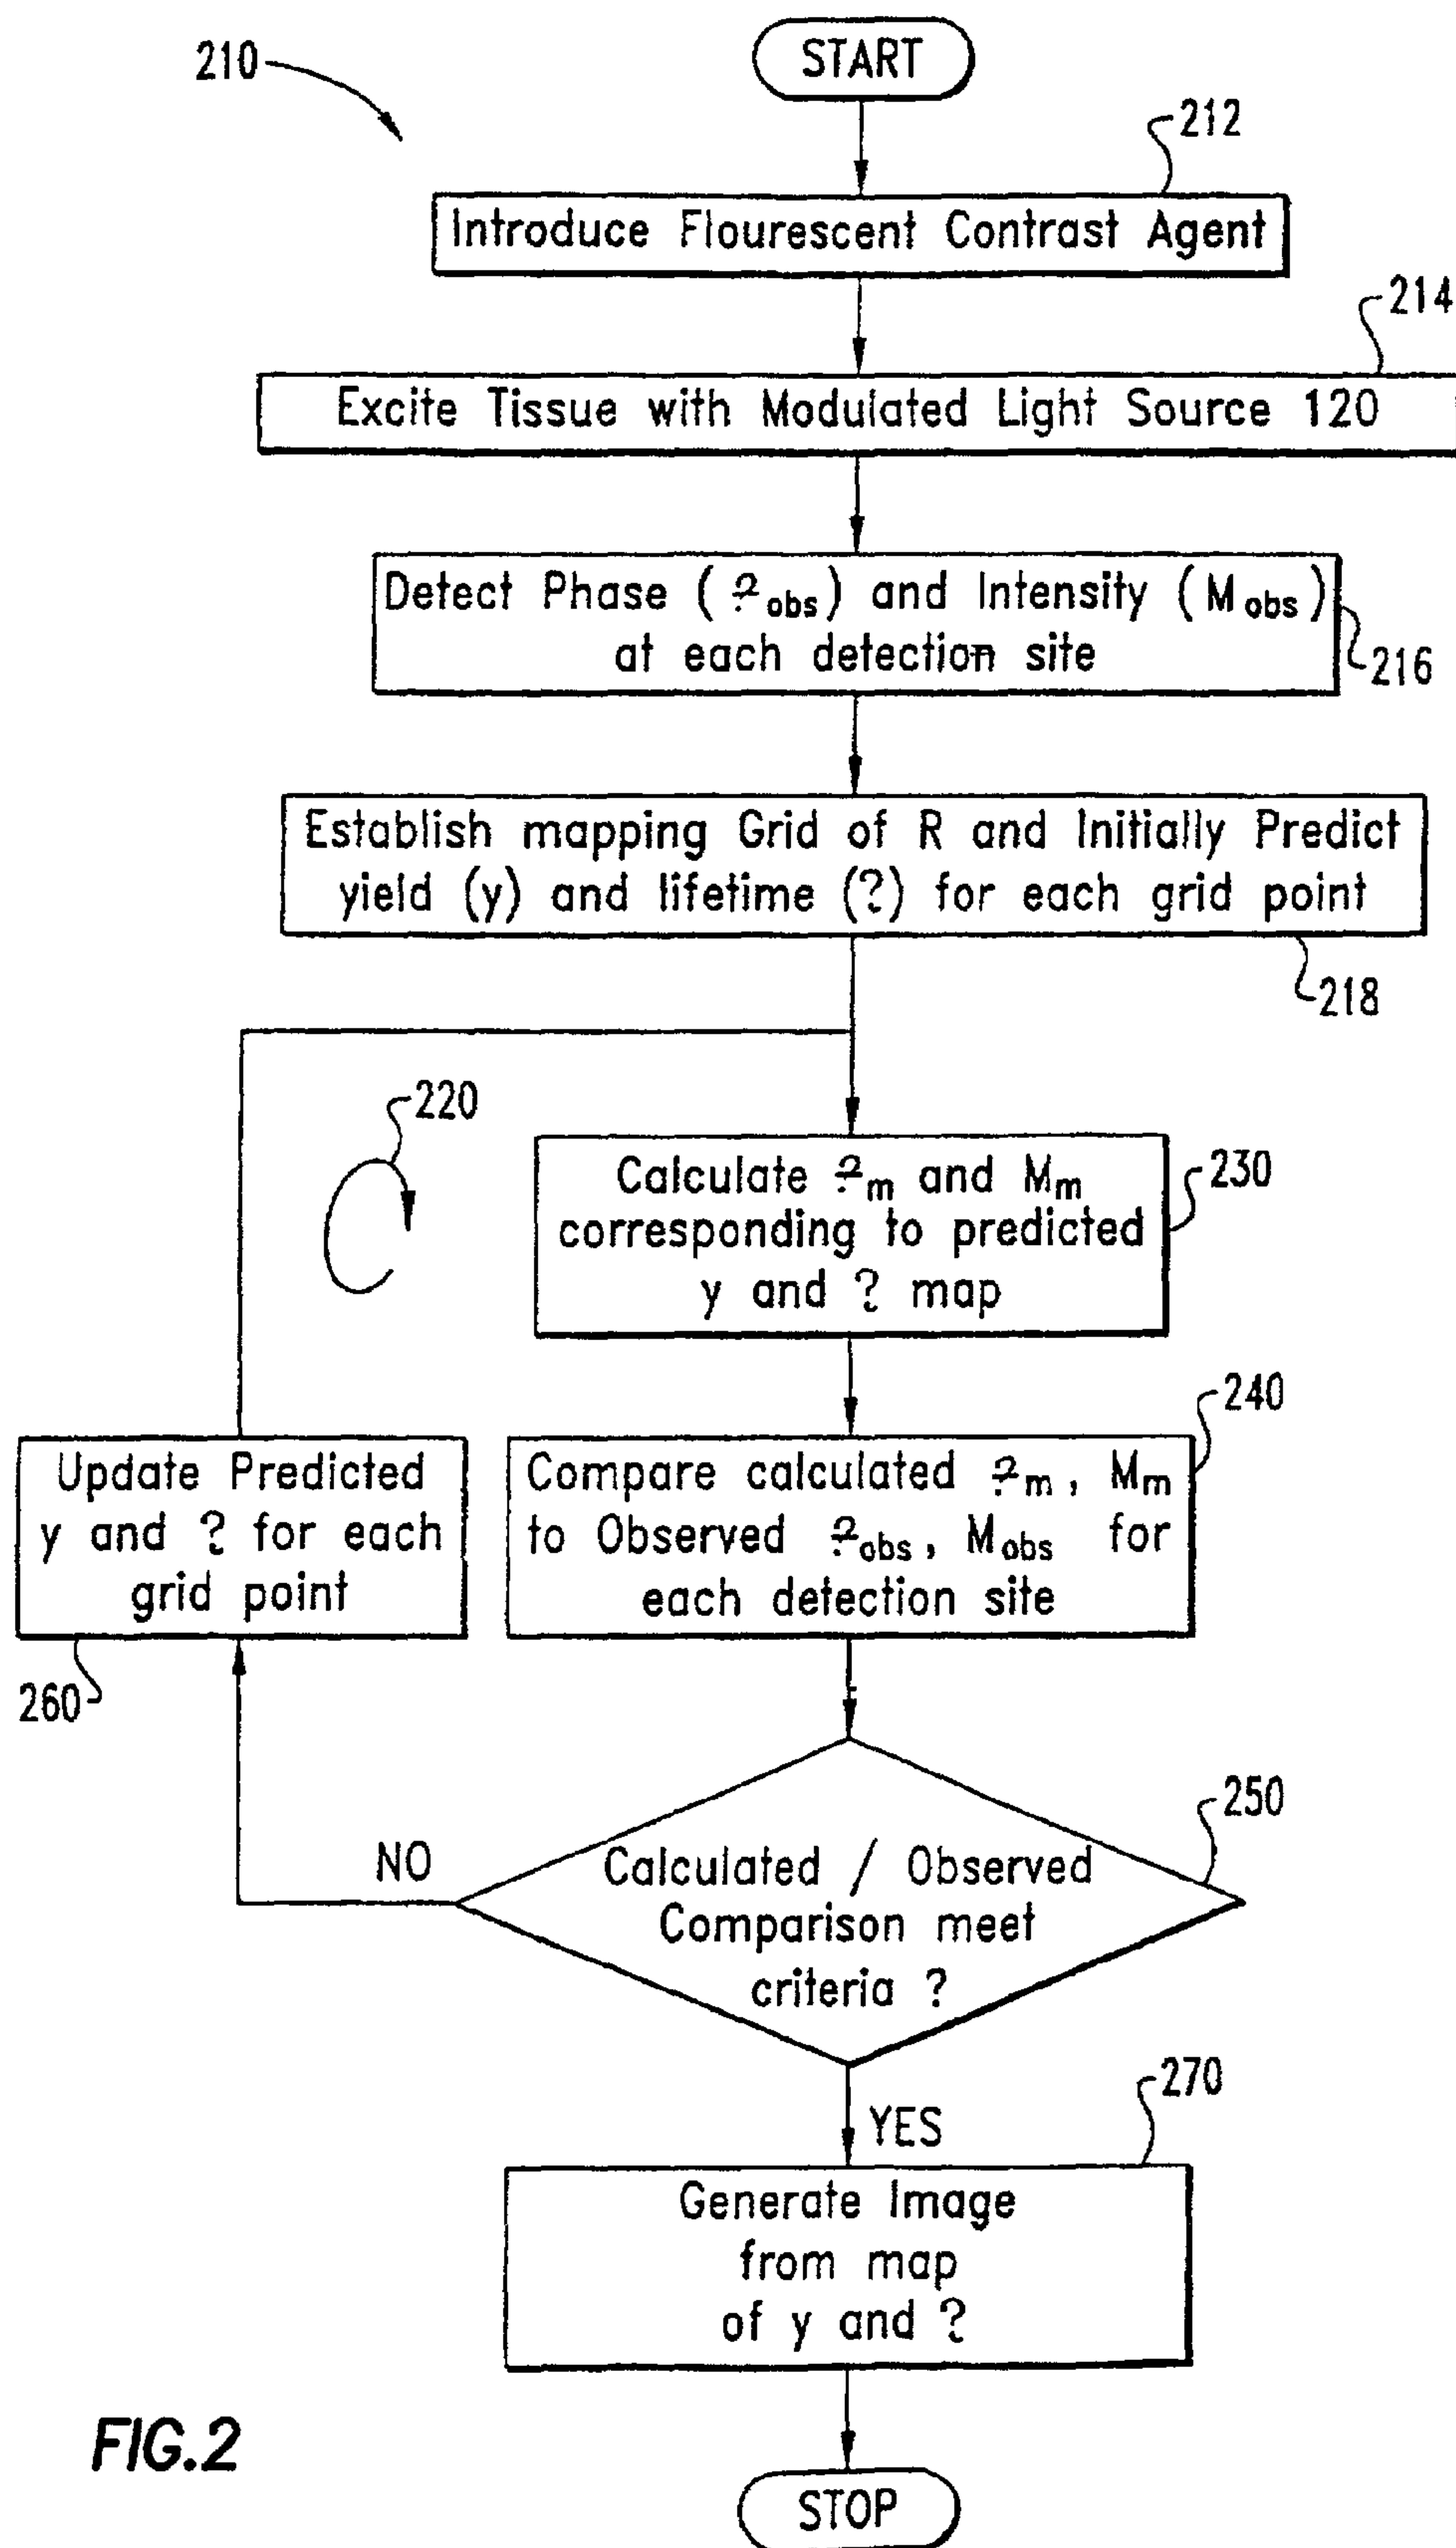 210
START
212
Introduce Flourescent Contrast Agent
214
Excite Tissue with Modulated Light Source 120
Detect Phase (?obs) and Intensity (Mobs)
at each detection site
216
Establish mapping Grid of R and Initially Predict
yield (y) and lifetime (?) for each grid point
218
220
Calculate ?m and Mm
corresponding to predicted
y and ? map
230
240
Update Predicted
y and ? for each
grid point
260
Compare calculated ?m, Mm
to Observed ?obs, Mobs for
each detection site
250
NO
Calculated / Observed
Comparison meet
criteria ?
YES
270
Generate Image
from map
of y and ?
FIG.2
STOP